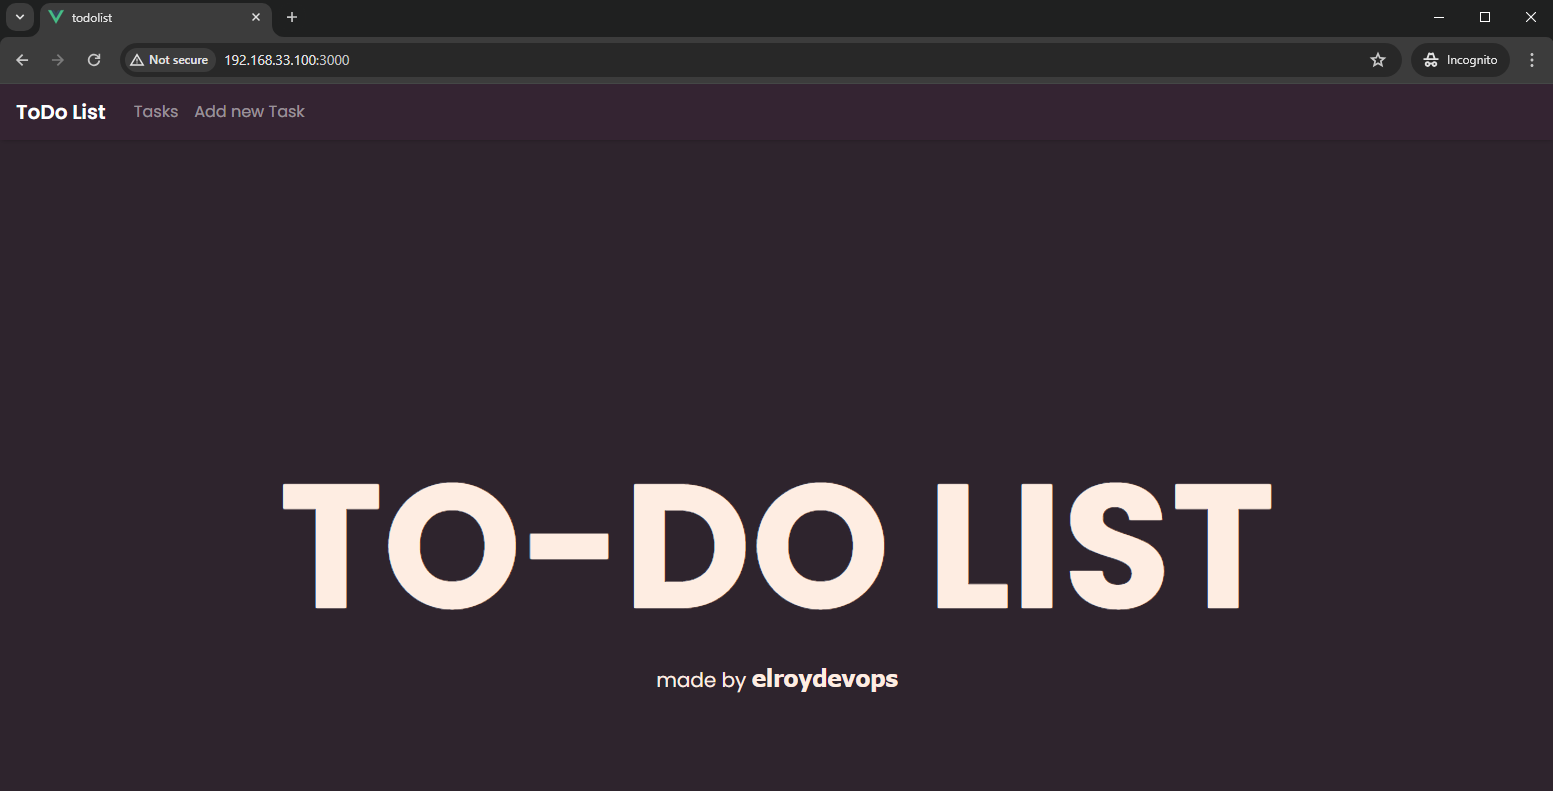 todolist
Not secure 192.168.33.100:3000 Incognito
ToDo List Tasks Add new Task
TO-DO LIST
made by elroydevops